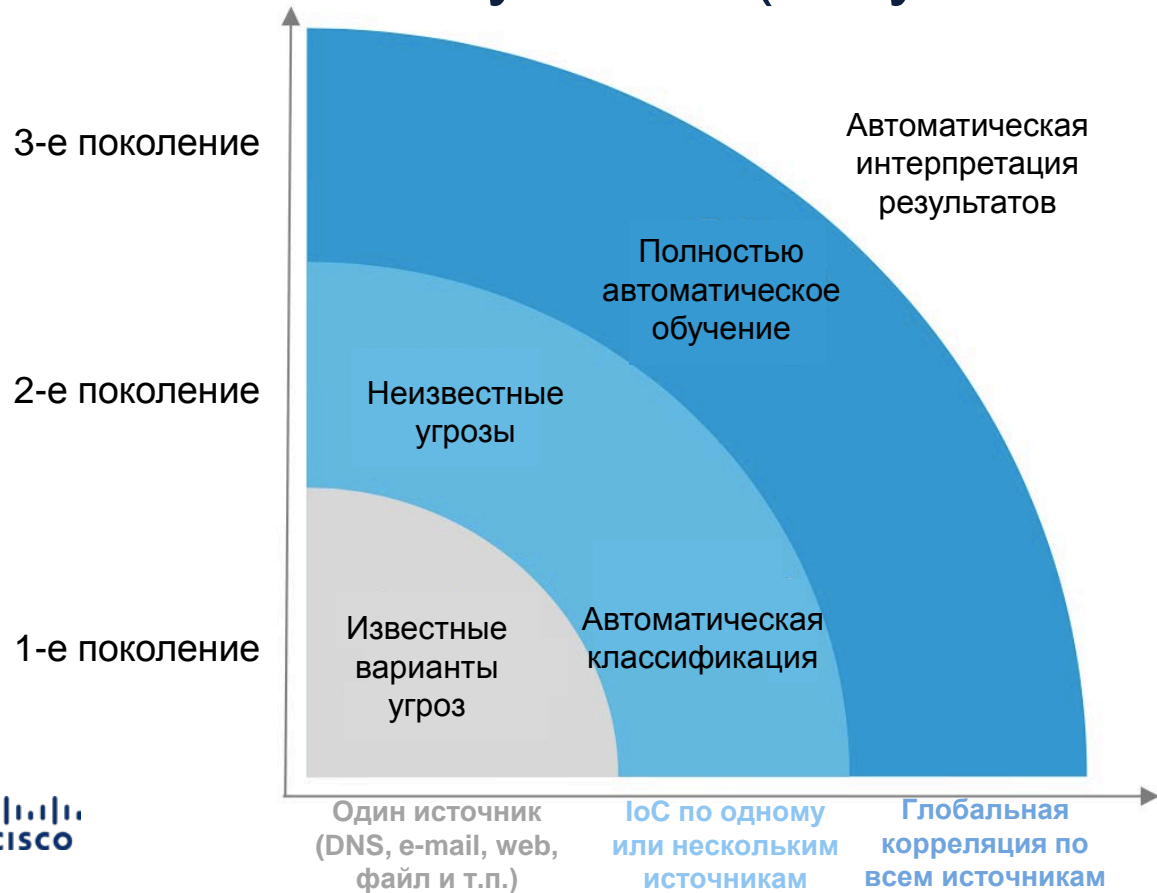 3-е поколение
Автоматическая
интерпретация
результатов
Полностью
автоматическое
обучение
2-е поколение
Неизвестные
угрозы
1-е поколение
Известные
варианты
угроз
Автоматическая
классификация
CISCO
Один источник
(DNS, e-mail, web,
файл и т.п.)
IoC по одному
или нескольким
источникам
Глобальная
корреляция по
всем источникам